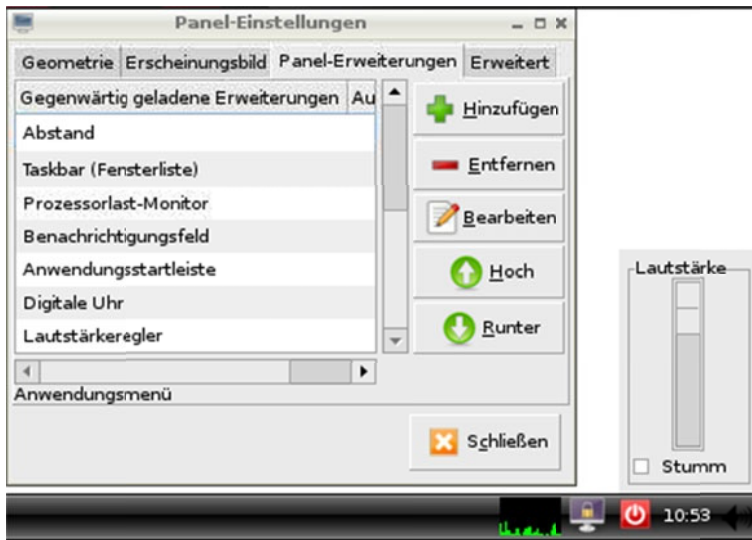 Panel-Einstellungen
Geometrie Erscheinungsbild Panel-Erweiterungen Erweitert
Gegenwärtig geladene Erweiterungen Au
Abstand
Taskbar (Fensterliste)
Prozessorlast-Monitor
Benachrichtigungsfeld
Anwendungsstartleiste
Digitale Uhr
Lautstärkeregler
Anwendungsmenü
Hinzufügen
Entfernen
Bearbeiten
Hoch
Runter
Schließen
Lautstärke
Stumm
10:53